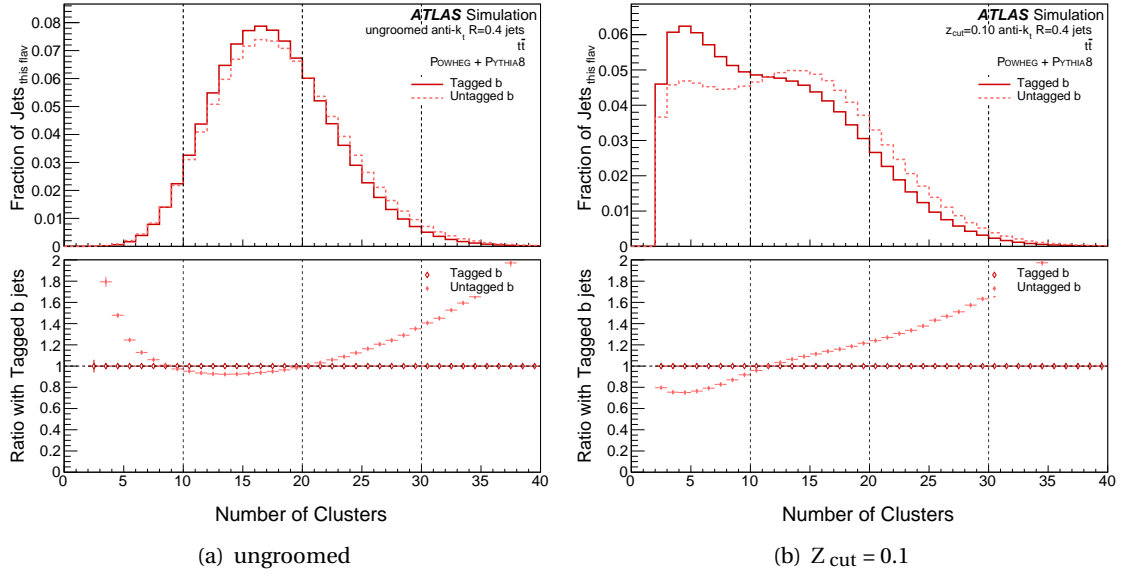 ATLAS Simulation
ungroomed anti-kt R=0.4 jets
tt̄
POWHEG + PYTHIA8
Tagged b
Untagged b
Fraction of Jets this flav
0.08
0.07
0.06
0.05
0.04
0.03
0.02
0.01
0
Tagged b
Untagged b
Ratio with Tagged b jets
2
1.8
1.6
1.4
1.2
1
0.8
0.6
0.4
0.2
0
0 5 10 15 20 25 30 35 40
Number of Clusters
(a) ungroomed
ATLAS Simulation
zcut=0.10 anti-kt R=0.4 jets
tt̄
POWHEG + PYTHIA8
Tagged b
Untagged b
Fraction of Jets this flav
0.06
0.05
0.04
0.03
0.02
0.01
0
Tagged b
Untagged b
Ratio with Tagged b jets
2
1.8
1.6
1.4
1.2
1
0.8
0.6
0.4
0.2
0
0 5 10 15 20 25 30 35 40
Number of Clusters
(b) Z cut = 0.1